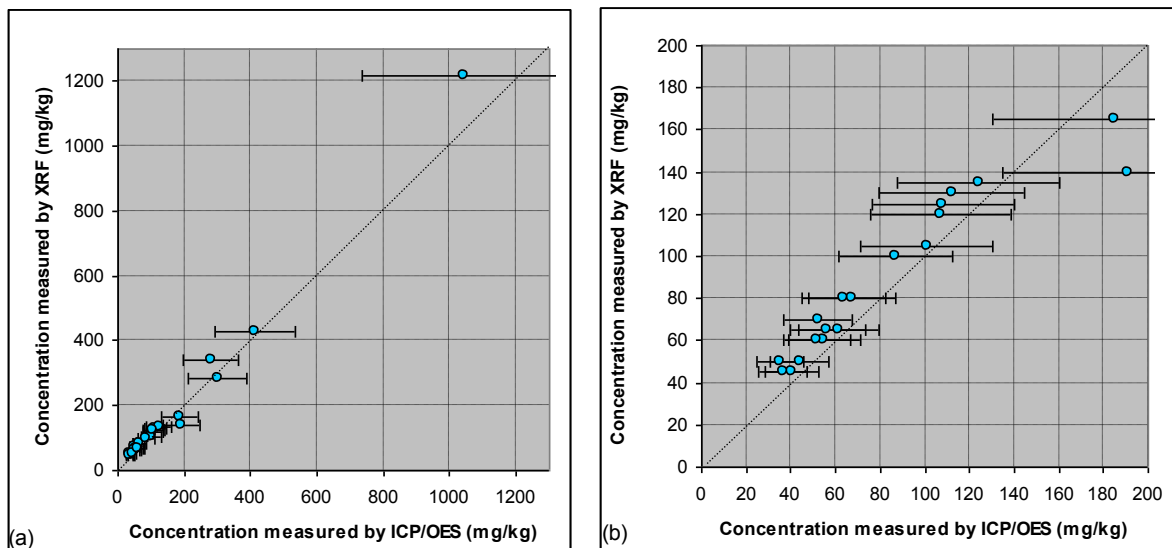 Concentration measured by XRF (mg/kg)
1200
1000
800
600
400
200
0
0 200 400 600 800 1000 1200
Concentration measured by ICP/OES (mg/kg)
(a)
Concentration measured by XRF (mg/kg)
200
180
160
140
120
100
80
60
40
20
0
0 20 40 60 80 100 120 140 160 180 200
Concentration measured by ICP/OES (mg/kg)
(b)